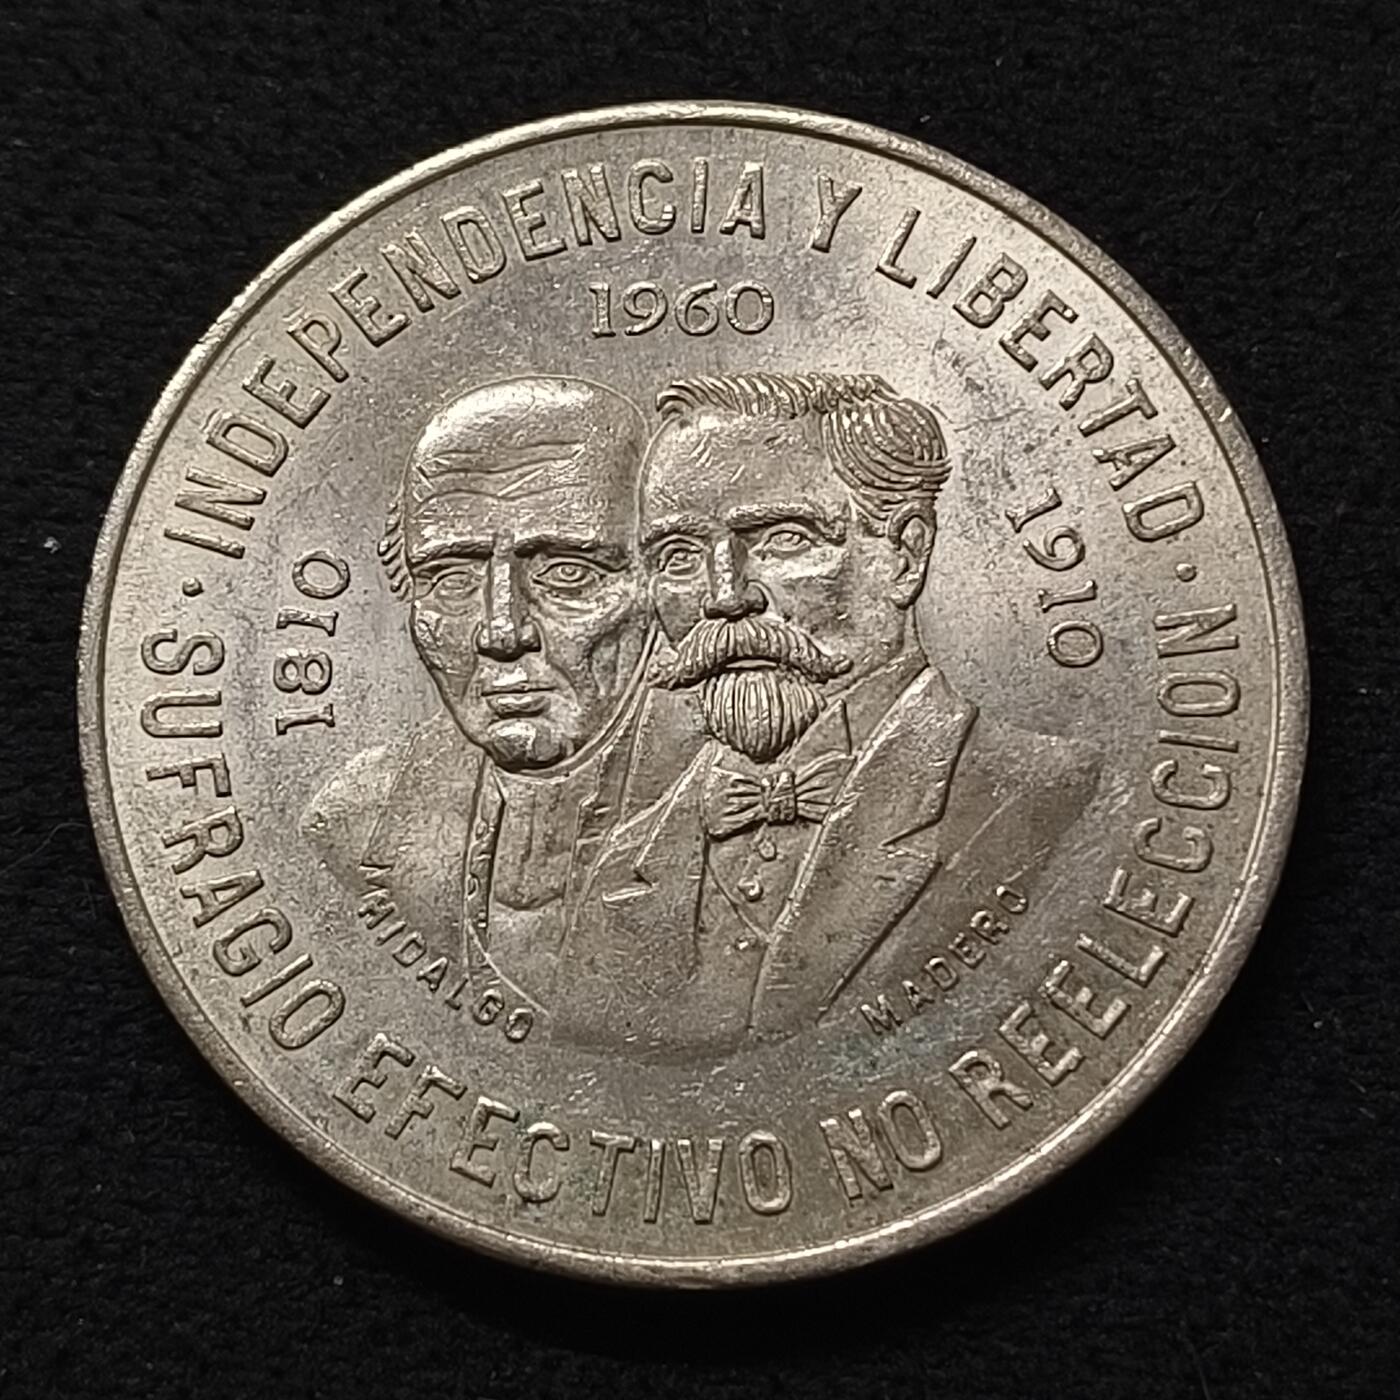 · INDEPENDENCIA Y LIBERTAD ·
SUFRAGIO EFECTIVO NO REELECCION
1960
1810
1910
HIDALGO
MADERO